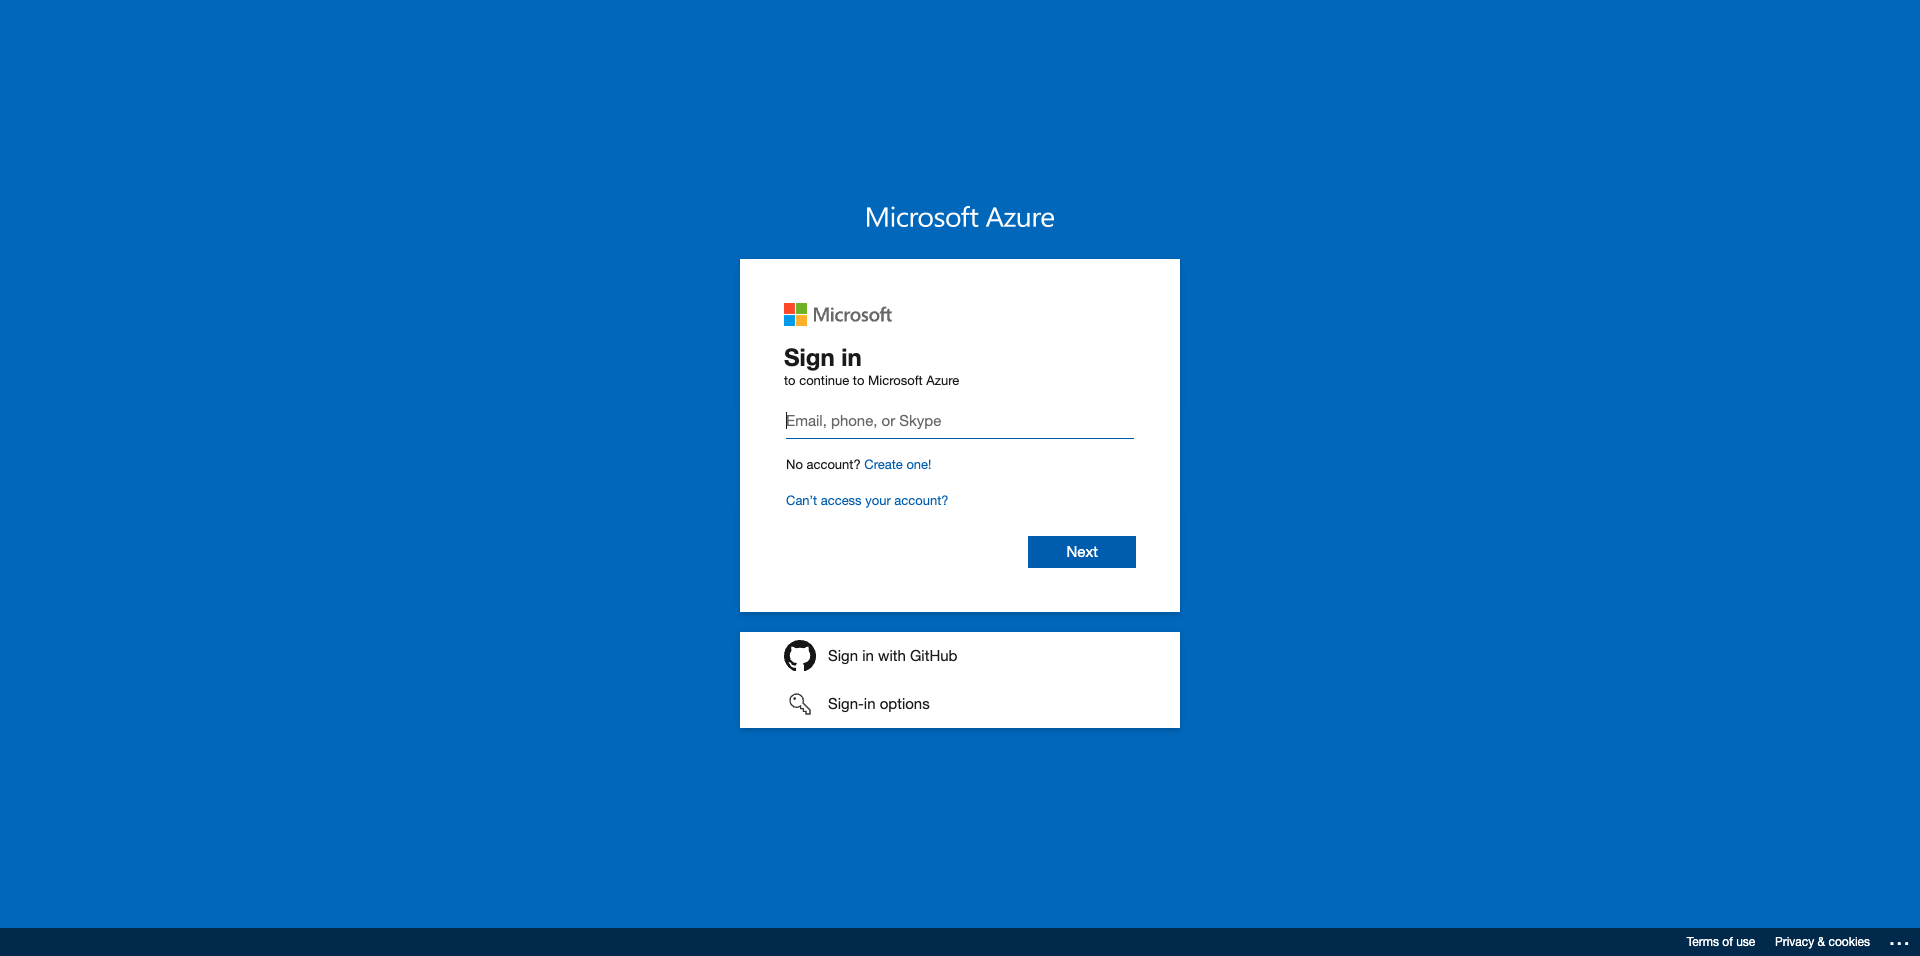 Microsoft Azure
Microsoft
Sign in
to continue to Microsoft Azure
Email, phone, or Skype
No account? Create one!
Can't access your account?
Next
Sign in with GitHub
Sign-in options
Terms of use Privacy & cookies ...